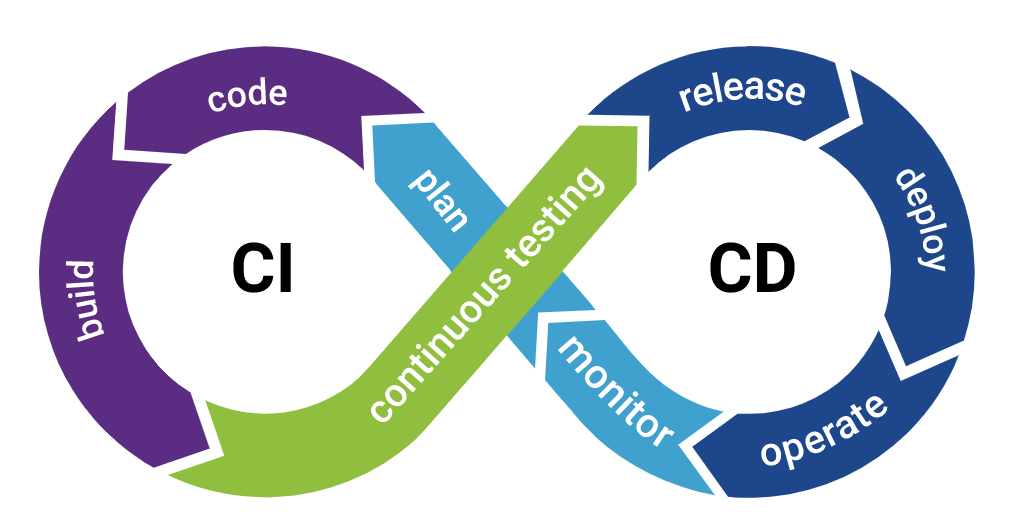 code
release
plan
continuous testing
deploy
build
CI
CD
monitor
operate